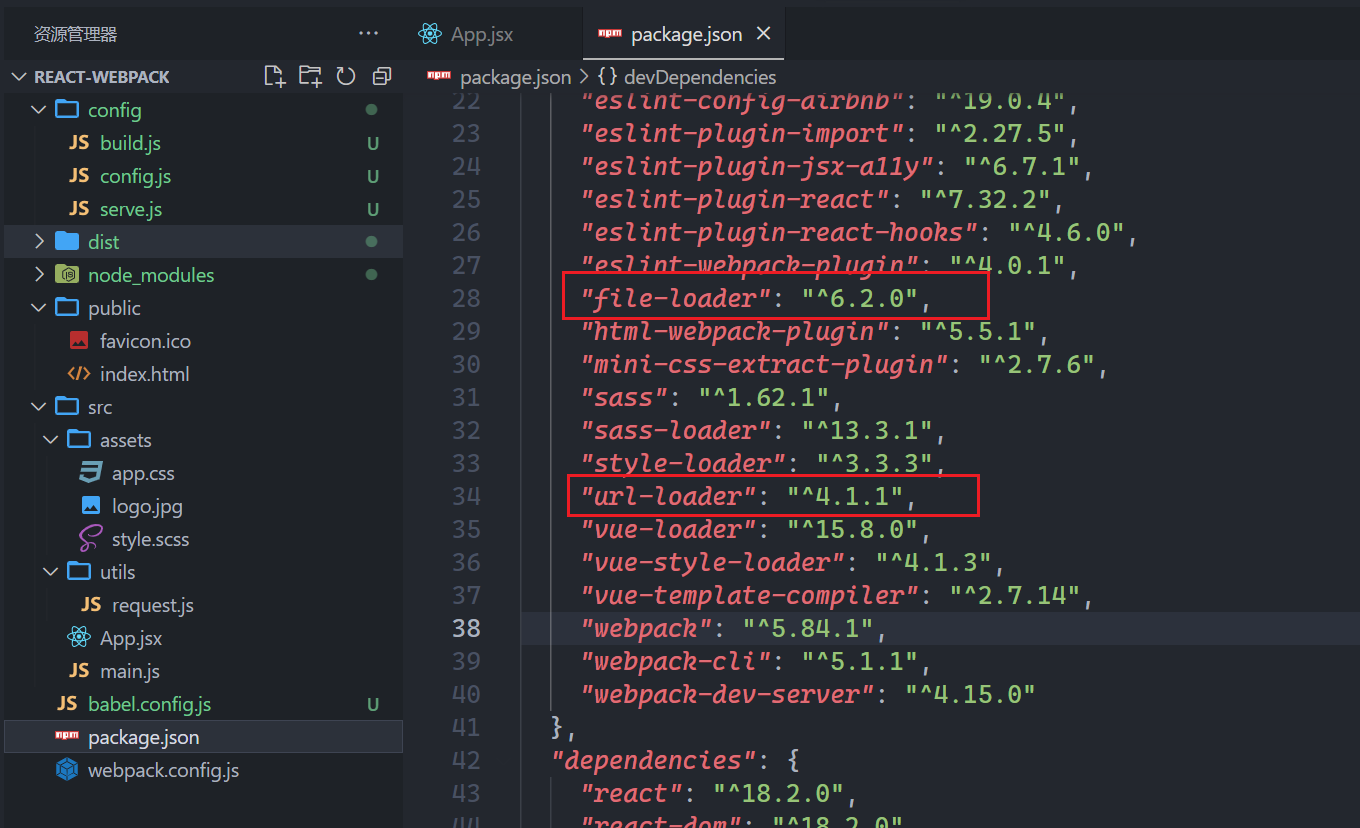 资源管理器
···
App.jsx
package.json
REACT-WEBPACK
package.json > {} devDependencies
config
JS build.js U
JS config.js U
JS serve.js U
dist
node_modules
public
favicon.ico
index.html
src
assets
app.css
logo.jpg
style.scss
utils
JS request.js
App.jsx
JS main.js
JS babel.config.js U
package.json
webpack.config.js
22 "eslint-config-airbnb": "^19.0.4",
23 "eslint-plugin-import": "^2.27.5",
24 "eslint-plugin-jsx-a11y": "^6.7.1",
25 "eslint-plugin-react": "^7.32.2",
26 "eslint-plugin-react-hooks": "^4.6.0",
27 "eslint-webpack-plugin": "^4.0.1",
28 "file-loader": "^6.2.0",
29 "html-webpack-plugin": "^5.5.1",
30 "mini-css-extract-plugin": "^2.7.6",
31 "sass": "^1.62.1",
32 "sass-loader": "^13.3.1",
33 "style-loader": "^3.3.3",
34 "url-loader": "^4.1.1",
35 "vue-loader": "^15.8.0",
36 "vue-style-loader": "^4.1.3",
37 "vue-template-compiler": "^2.7.14",
38 "webpack": "^5.84.1",
39 "webpack-cli": "^5.1.1",
40 "webpack-dev-server": "^4.15.0"
41 },
42 "dependencies": {
43 "react": "^18.2.0",
44 "react-dom": "^18.2.0"